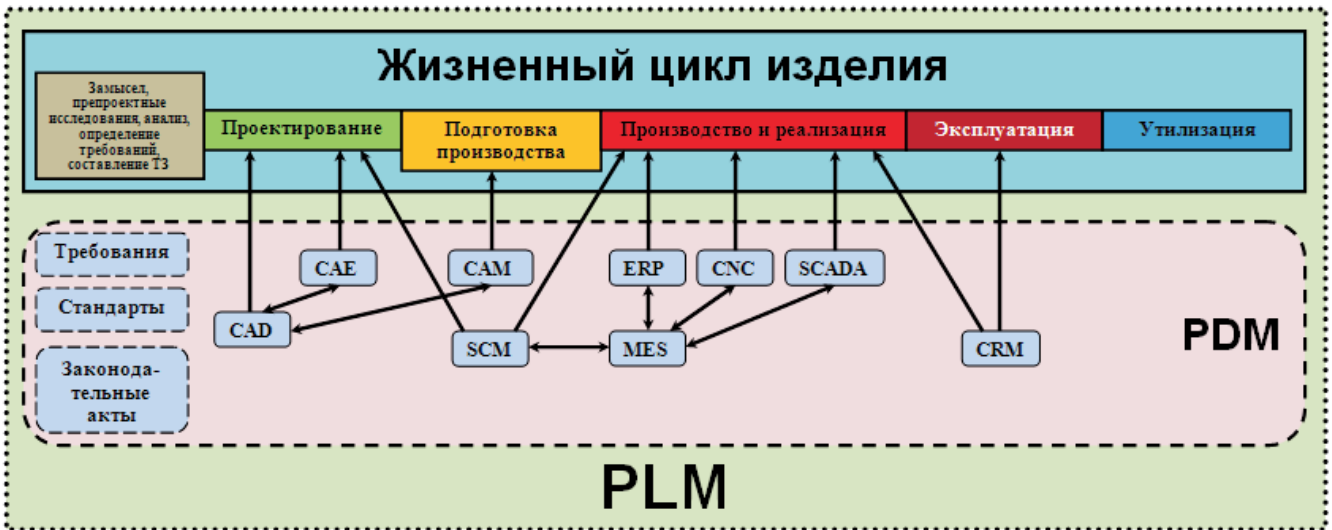 Жизненный цикл изделия
Замысел,
препроектные
исследования, анализ,
определение
требований,
составление ТЗ
Проектирование
Подготовка
производства
Производство и реализация
Эксплуатация
Утилизация
Требования
Стандарты
Законода-
тельные
акты
CAE
CAM
ERP
CNC
SCADA
CAD
SCM
MES
CRM
PDM
PLM